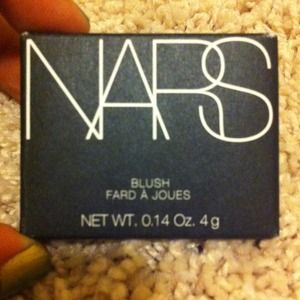 NARS
BLUSH
FARD À JOUES
NET WT. 0.14 Oz. 4 g